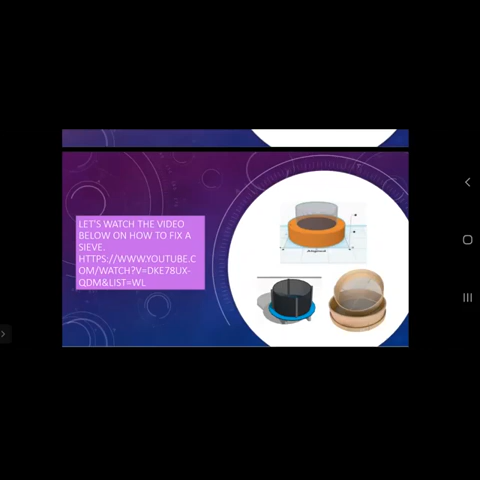 LET'S WATCH THE VIDEO
BELOW ON HOW TO FIX A
SIEVE.
HTTPS://WWW.YOUTUBE.C
OM/WATCH?V=DKE78UX-
QDM&LIST=WL